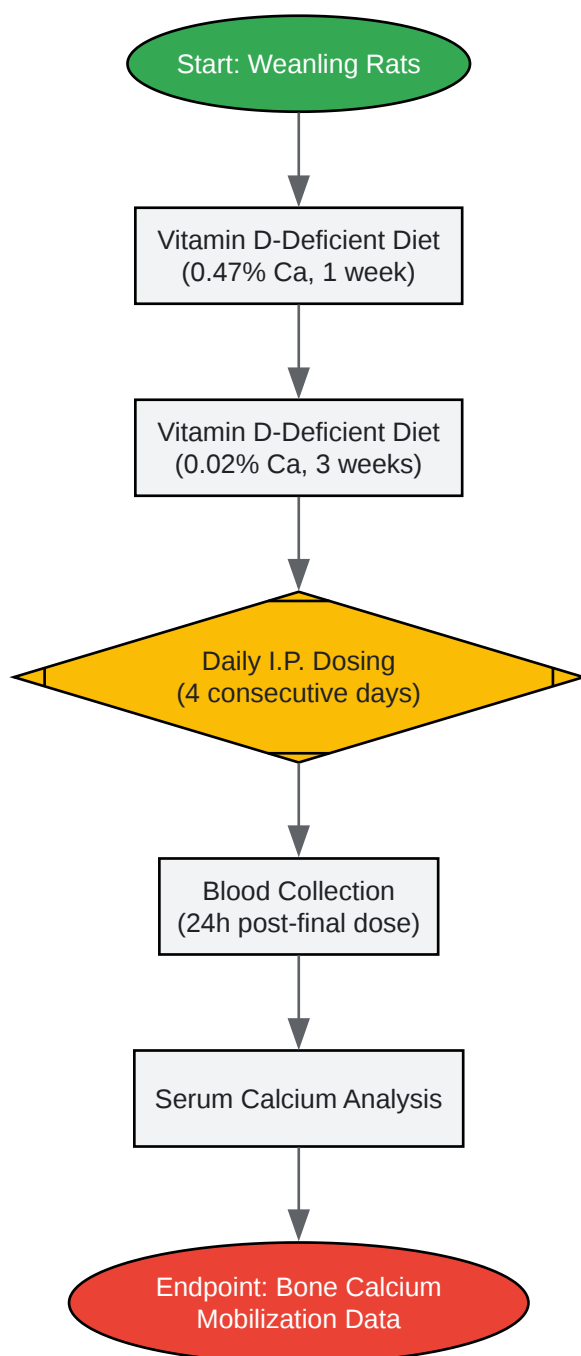 Start: Weanling Rats
Vitamin D-Deficient Diet
(0.47% Ca, 1 week)
Vitamin D-Deficient Diet
(0.02% Ca, 3 weeks)
Daily I.P. Dosing
(4 consecutive days)
Blood Collection
(24h post-final dose)
Serum Calcium Analysis
Endpoint: Bone Calcium
Mobilization Data